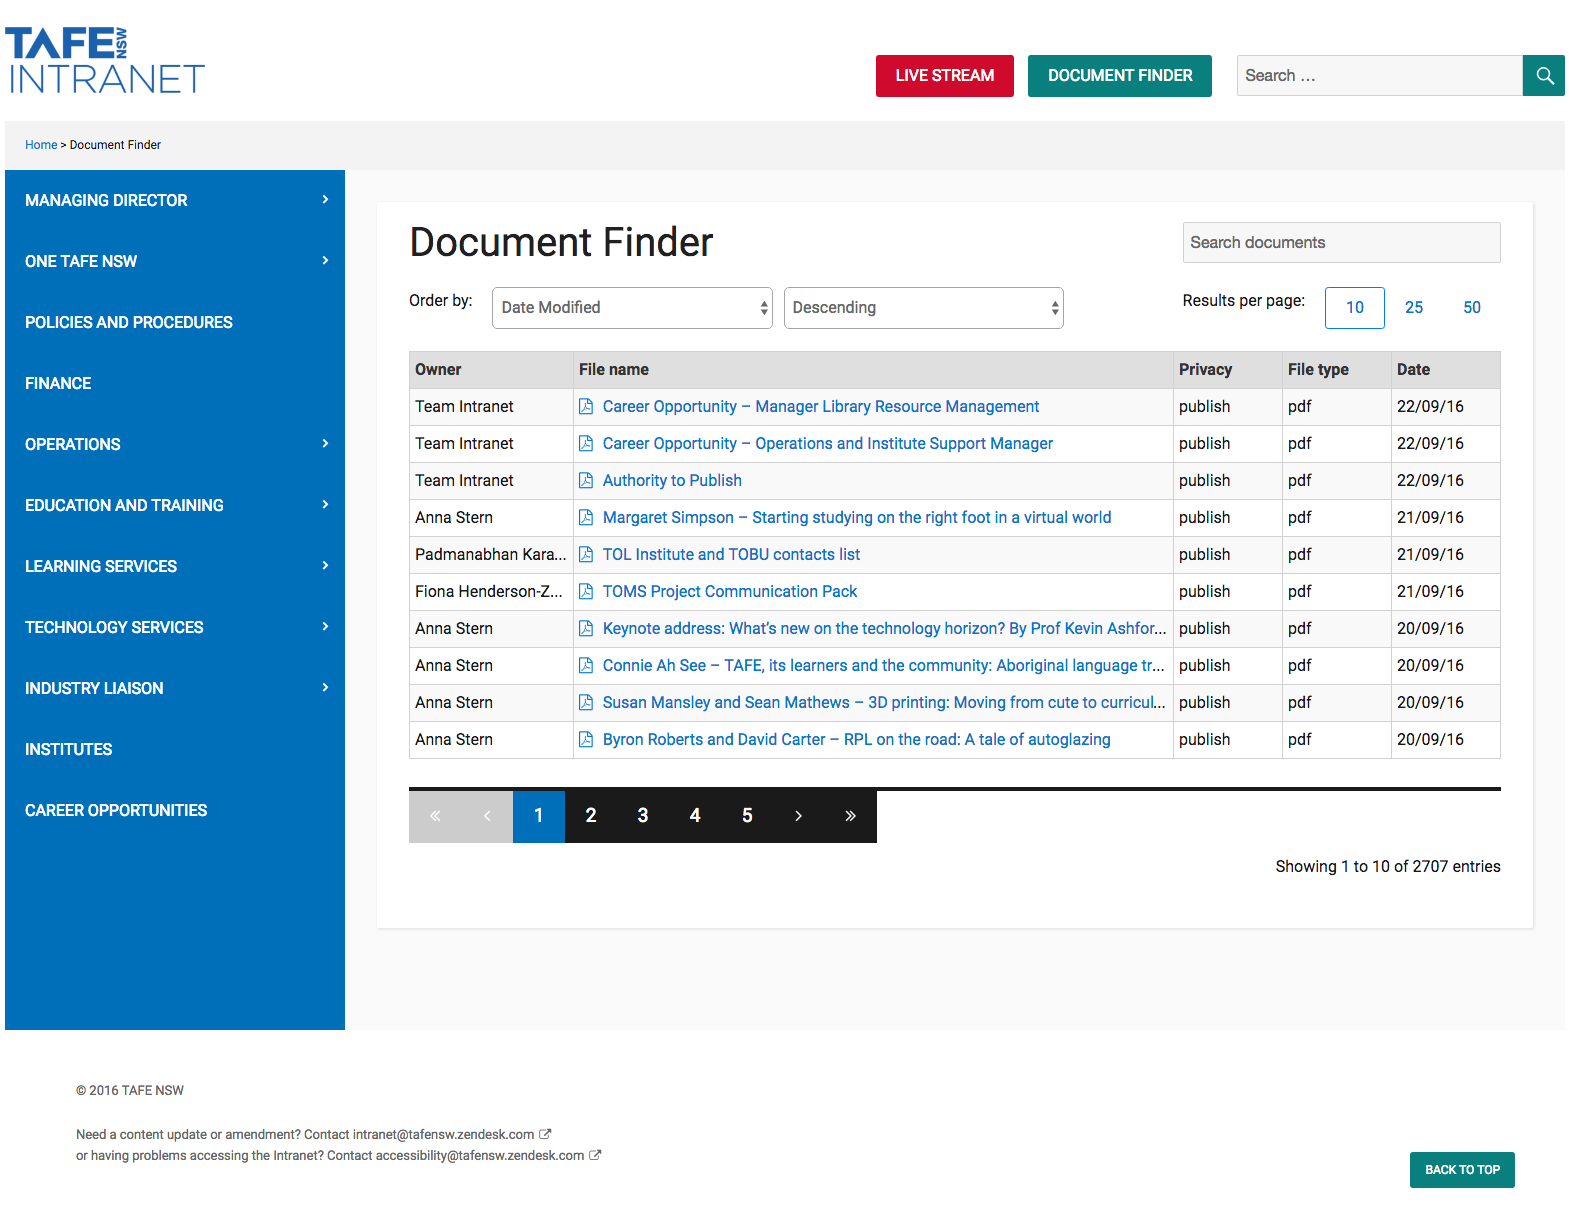 TAFE NSW
INTRANET
LIVE STREAM
DOCUMENT FINDER
Search ...
Home > Document Finder
MANAGING DIRECTOR
ONE TAFE NSW
POLICIES AND PROCEDURES
FINANCE
OPERATIONS
EDUCATION AND TRAINING
LEARNING SERVICES
TECHNOLOGY SERVICES
INDUSTRY LIAISON
INSTITUTES
CAREER OPPORTUNITIES
Document Finder
Search documents
Order by: Date Modified Descending Results per page: 10 25 50
Owner File name Privacy File type Date
Team Intranet Career Opportunity – Manager Library Resource Management publish pdf 22/09/16
Team Intranet Career Opportunity – Operations and Institute Support Manager publish pdf 22/09/16
Team Intranet Authority to Publish publish pdf 22/09/16
Anna Stern Margaret Simpson – Starting studying on the right foot in a virtual world publish pdf 21/09/16
Padmanabhan Kara... TOL Institute and TOBU contacts list publish pdf 21/09/16
Fiona Henderson-Z... TOMS Project Communication Pack publish pdf 21/09/16
Anna Stern Keynote address: What's new on the technology horizon? By Prof Kevin Ashfor... publish pdf 20/09/16
Anna Stern Connie Ah See – TAFE, its learners and the community: Aboriginal language tr... publish pdf 20/09/16
Anna Stern Susan Mansley and Sean Mathews – 3D printing: Moving from cute to curricul... publish pdf 20/09/16
Anna Stern Byron Roberts and David Carter – RPL on the road: A tale of autoglazing publish pdf 20/09/16
« ‹ 1 2 3 4 5 › »
Showing 1 to 10 of 2707 entries
© 2016 TAFE NSW
Need a content update or amendment? Contact intranet@tafensw.zendesk.com
or having problems accessing the Intranet? Contact accessibility@tafensw.zendesk.com
BACK TO TOP